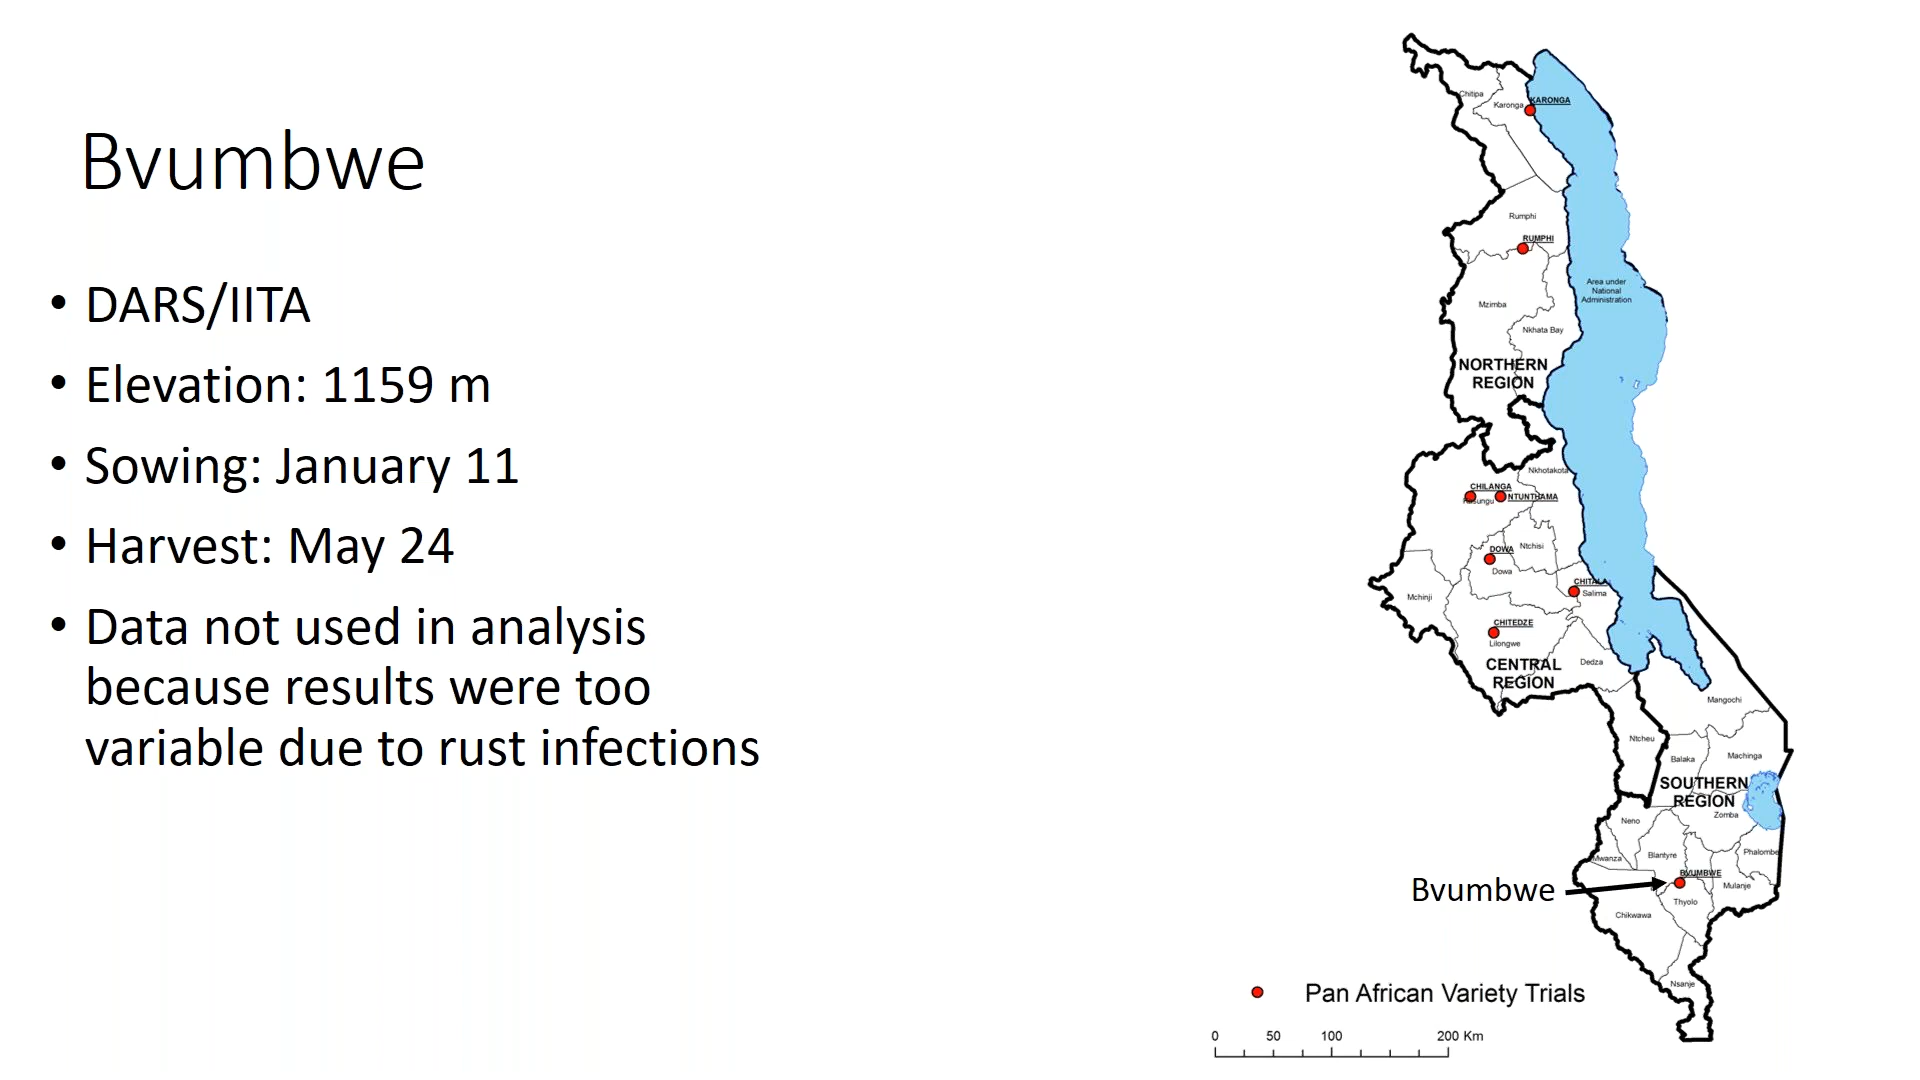 Bvumbwe
• DARS/IITA
• Elevation: 1159 m
• Sowing: January 11
• Harvest: May 24
• Data not used in analysis
because results were too
variable due to rust infections
Chitipa
Karonga
KARONGA
Rumphi
RUMPHI
Area under
National
Administration
Mzimba
Nkhata Bay
NORTHERN
REGION
Nkhotakota
CHILANGA
Kasungu
NTUNTHAMA
DOWA
Ntchisi
Dowa
CHITALA
Salima
Mchinji
CHITEDZE
Lilongwe
CENTRAL
REGION
Dedza
Mangochi
Ntcheu
Balaka
Machinga
SOUTHERN
REGION
Zomba
Neno
Mwanza
Blantyre
Phalombe
BVUMBWE
Bvumbwe
Mulanje
Thyolo
Chikwawa
Nsanje
Pan African Variety Trials
0 50 100 200 Km